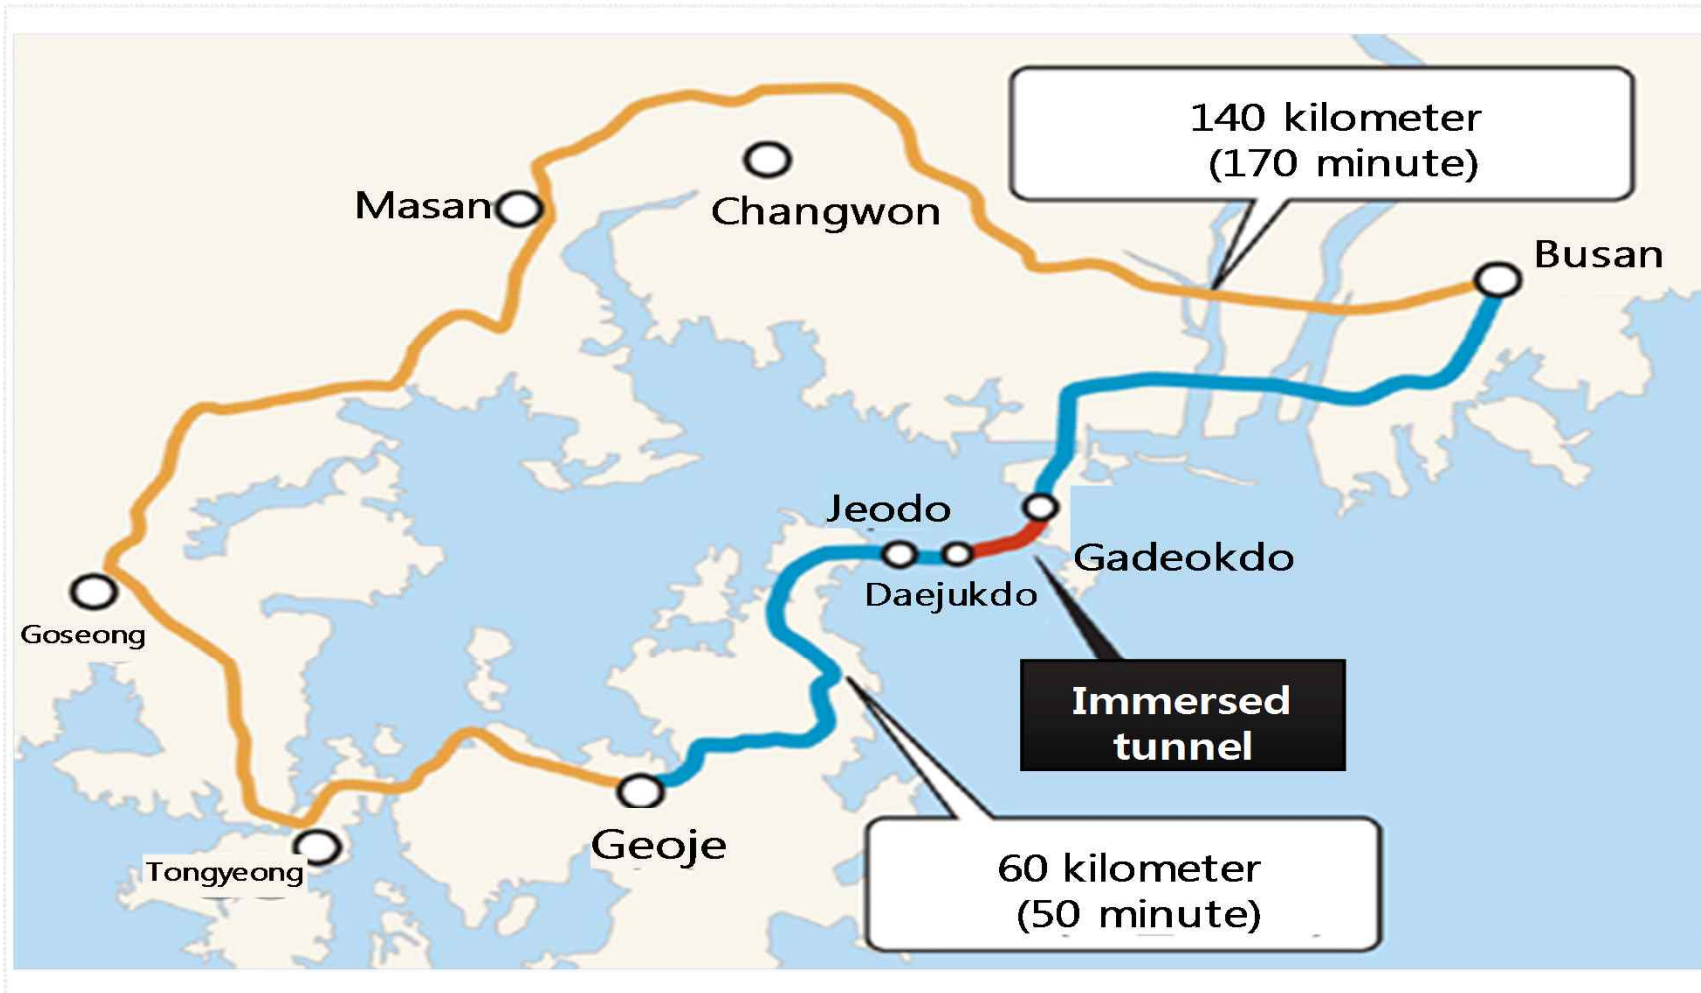 140 kilometer
(170 minute)
Busan
Masan
Changwon
Jeodo
Gadeokdo
Daejukdo
Goseong
Immersed
tunnel
Geoje
Tongyeong
60 kilometer
(50 minute)